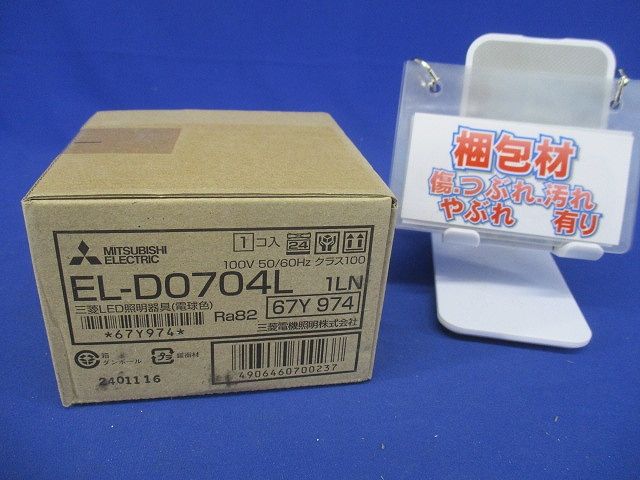 MITSUBISHI
ELECTRIC
1コ入
24
100V 50/60Hz クラス100
EL-D0704L 1LN
三菱LED照明器具(電球色) Ra82 67Y 974
*67Y974*
三菱電機照明株式会社
ダンボール
緩衝材
2401116
4906460700237
梱包材
傷.つぶれ.汚れ
やぶれ 有り